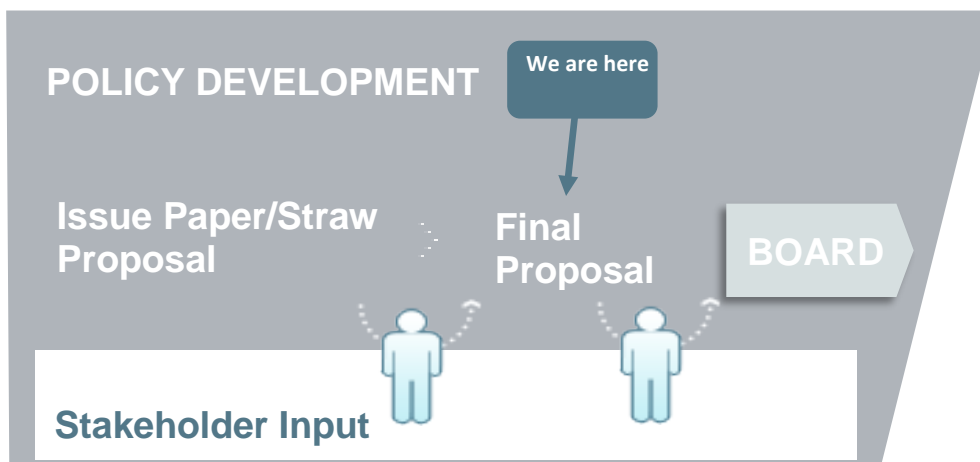 POLICY DEVELOPMENT
We are here
Issue Paper/Straw
Proposal
Final
Proposal
BOARD
Stakeholder Input